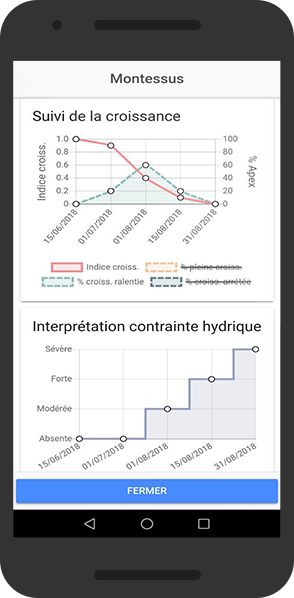 Montessus
Suivi de la croissance
Indice croiss.
1.0
0.8
0.6
0.4
0.2
0
100
80
60
40
20
0
% Apex
15/06/2018
01/07/2018
01/08/2018
15/08/2018
31/08/2018
Indice croiss.
% pleine croiss.
% croiss. ralentie
% croiss. arrêtée
Interprétation contrainte hydrique
Sévère
Forte
Modérée
Absente
15/06/2018
01/07/2018
01/08/2018
15/08/2018
31/08/2018
FERMER